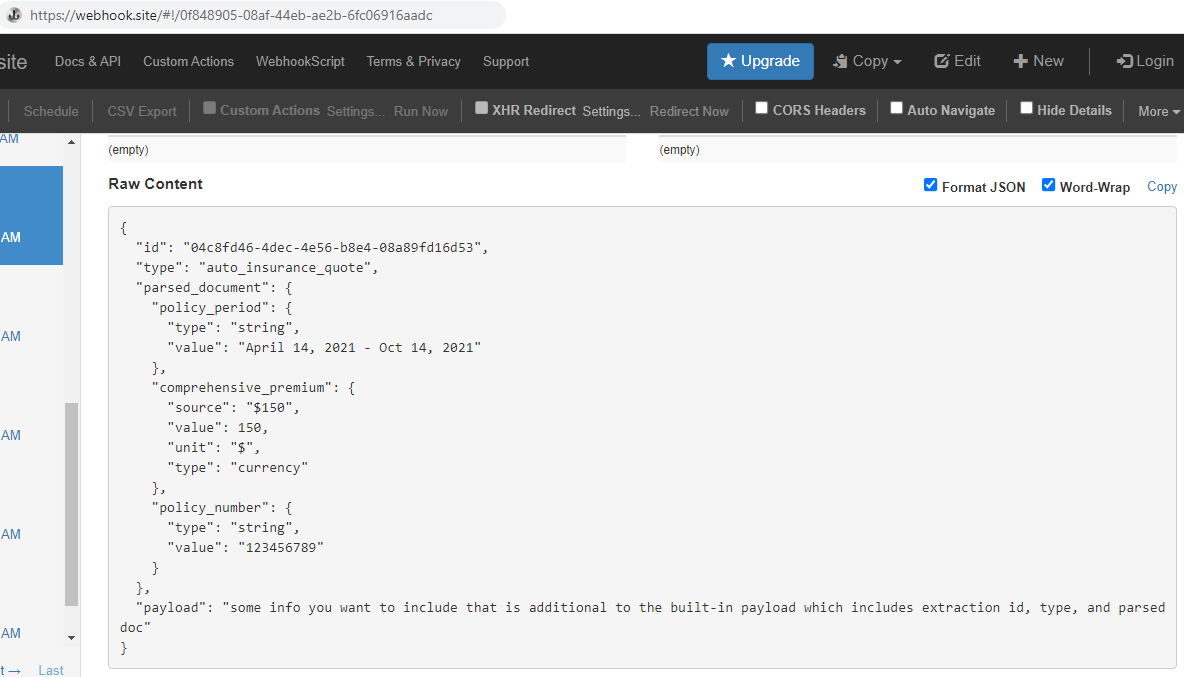 https://webhook.site/#!/0f848905-08af-44eb-ae2b-6fc06916aadc
site Docs & API Custom Actions WebhookScript Terms & Privacy Support Upgrade Copy Edit New Login
Schedule CSV Export Custom Actions Settings... Run Now XHR Redirect Settings... Redirect Now CORS Headers Auto Navigate Hide Details More
AM
(empty) (empty)
Raw Content Format JSON Word-Wrap Copy
{
"id": "04c8fd46-4dec-4e56-b8e4-08a89fd16d53",
AM
"type": "auto_insurance_quote",
"parsed_document": {
"policy_period": {
"type": "string",
AM
"value": "April 14, 2021 - Oct 14, 2021"
},
"comprehensive_premium": {
"source": "$150",
"value": 150,
AM
"unit": "$",
"type": "currency"
},
"policy_number": {
"type": "string",
AM
"value": "123456789"
}
},
"payload": "some info you want to include that is additional to the built-in payload which includes extraction id, type, and parsed
doc"
AM
}
t → Last